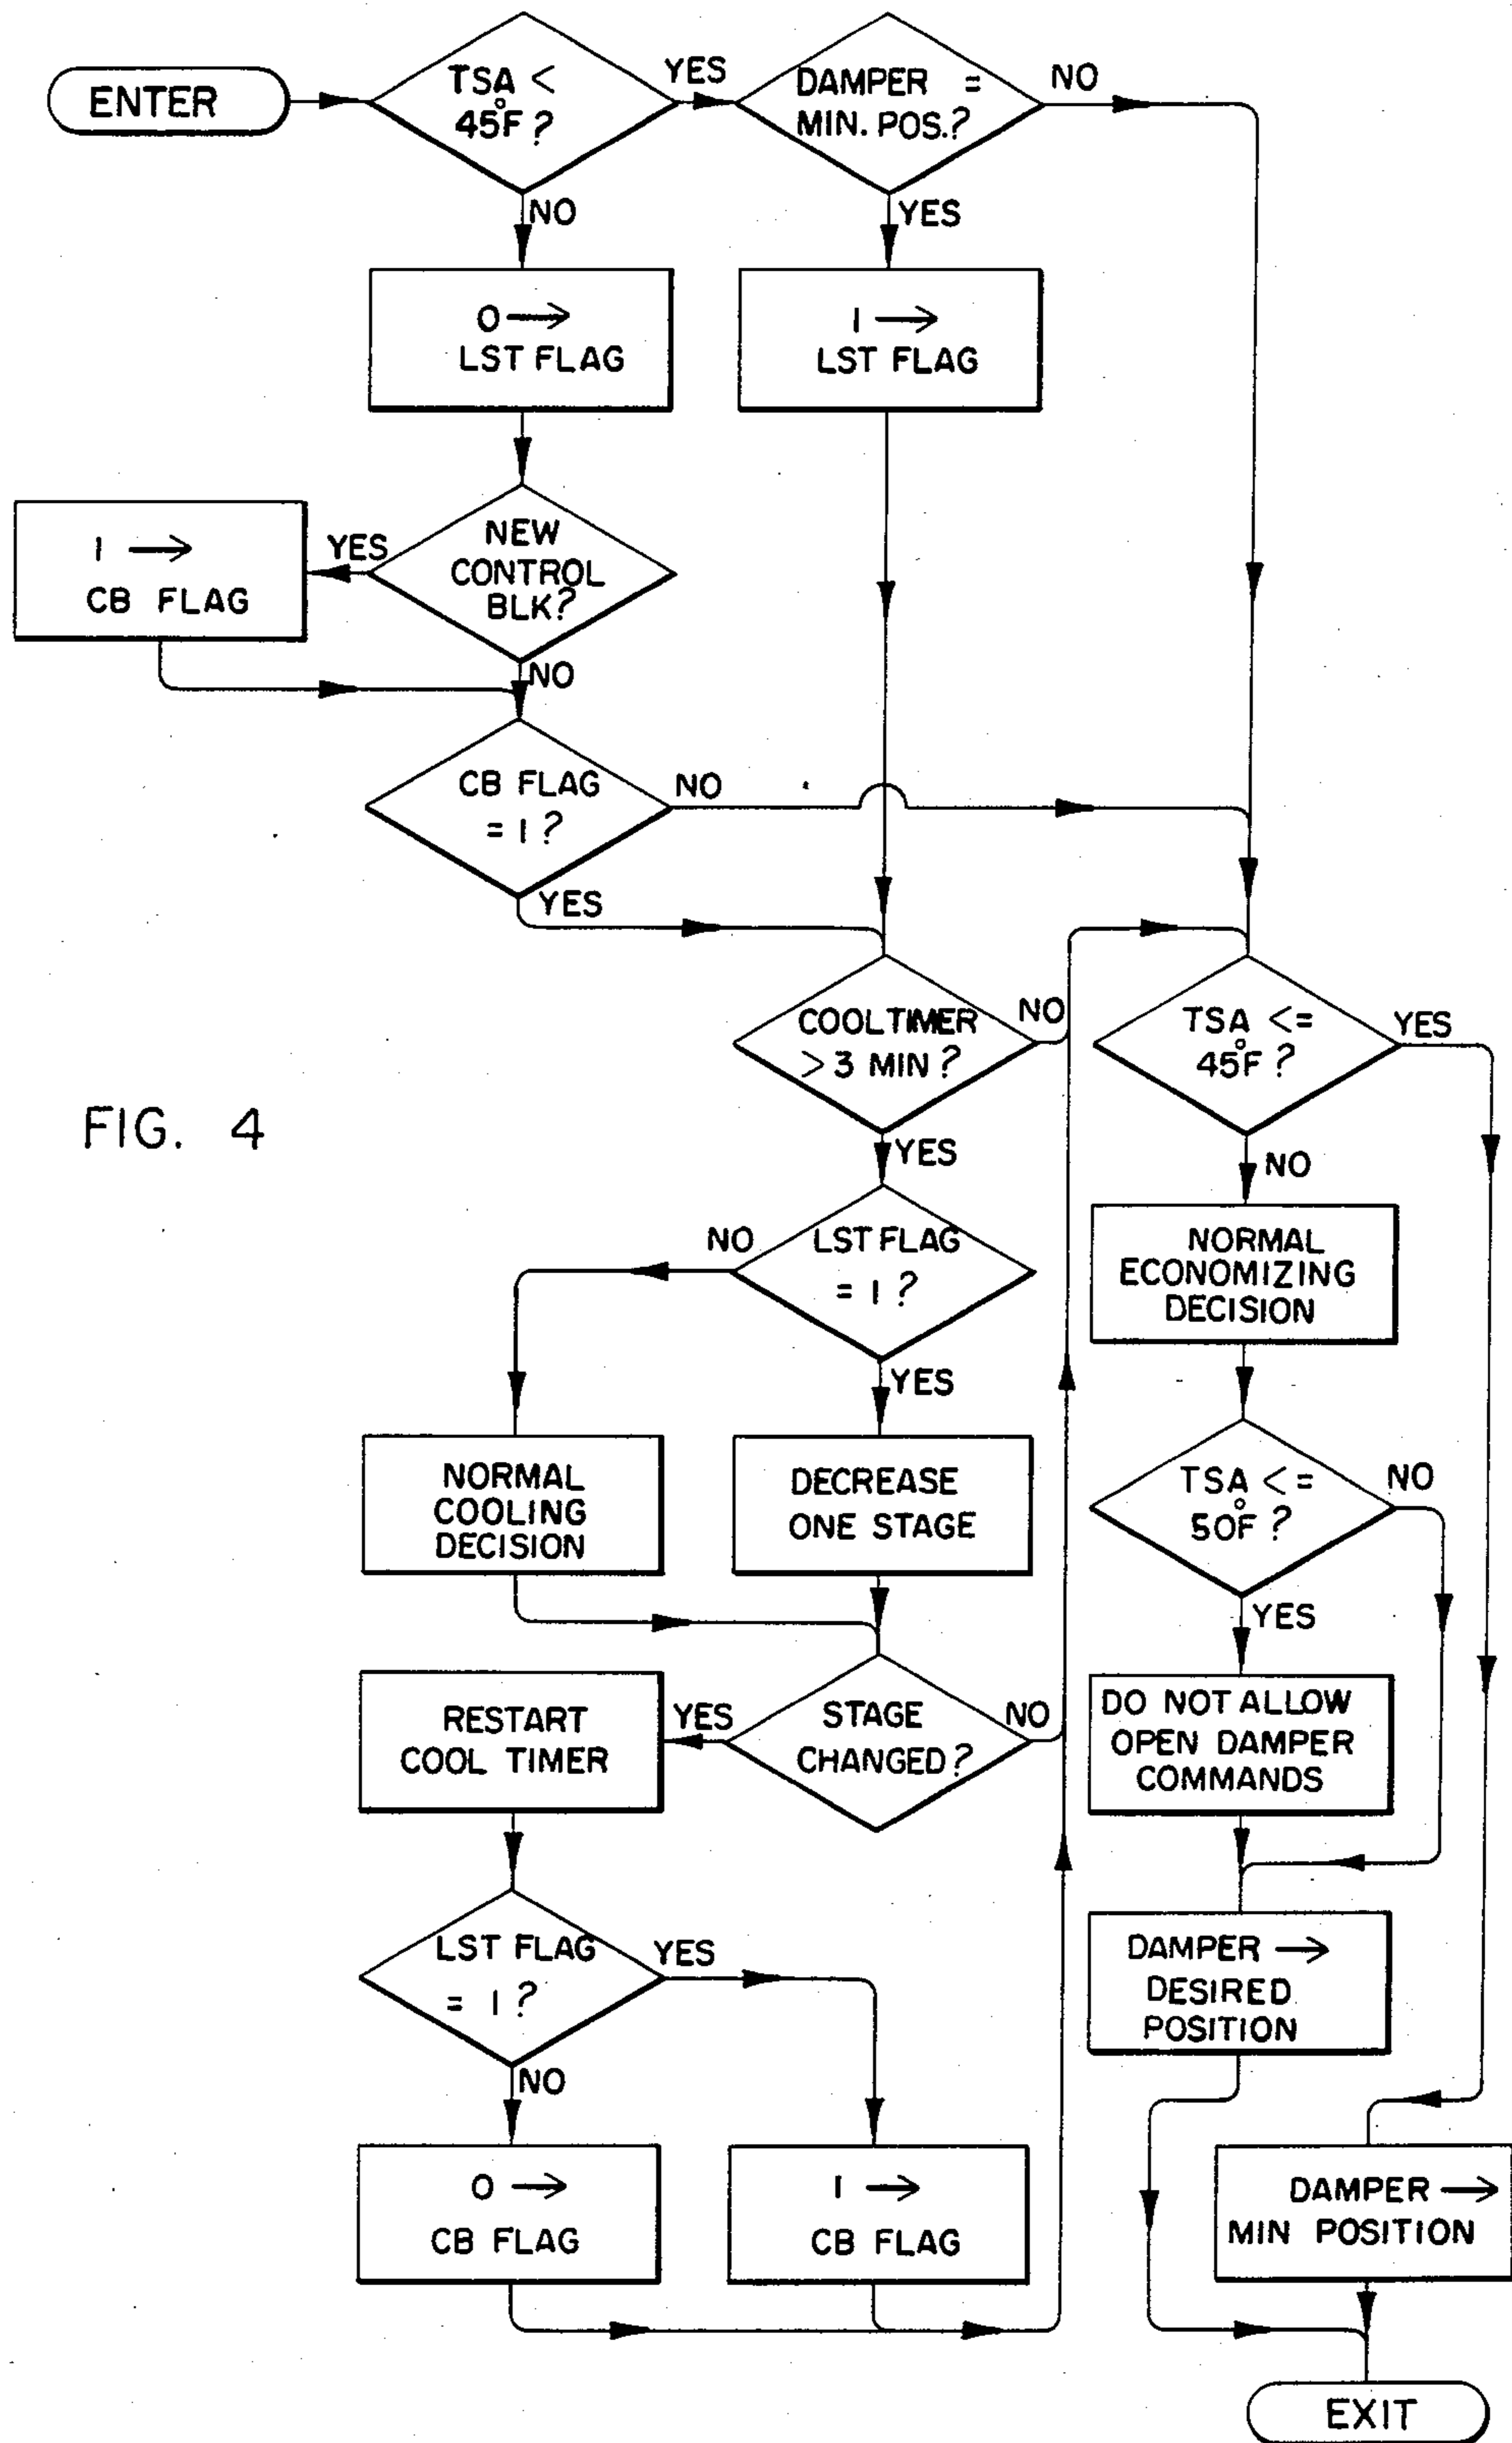 ENTER
TSA <
45°F ?
YES
NO
DAMPER =
MIN. POS.?
NO
YES
0 →
LST FLAG
1 →
LST FLAG
NEW
CONTROL
BLK?
YES
NO
1 →
CB FLAG
CB FLAG
= 1 ?
NO
YES
COOL TIMER
> 3 MIN ?
NO
YES
TSA <=
45°F ?
YES
NO
FIG. 4
LST FLAG
= 1 ?
NO
YES
NORMAL
ECONOMIZING
DECISION
NORMAL
COOLING
DECISION
DECREASE
ONE STAGE
TSA <=
50°F ?
NO
YES
RESTART
COOL TIMER
STAGE
CHANGED?
YES
NO
DO NOT ALLOW
OPEN DAMPER
COMMANDS
LST FLAG
= 1 ?
YES
NO
DAMPER →
DESIRED
POSITION
0 →
CB FLAG
1 →
CB FLAG
DAMPER →
MIN POSITION
EXIT